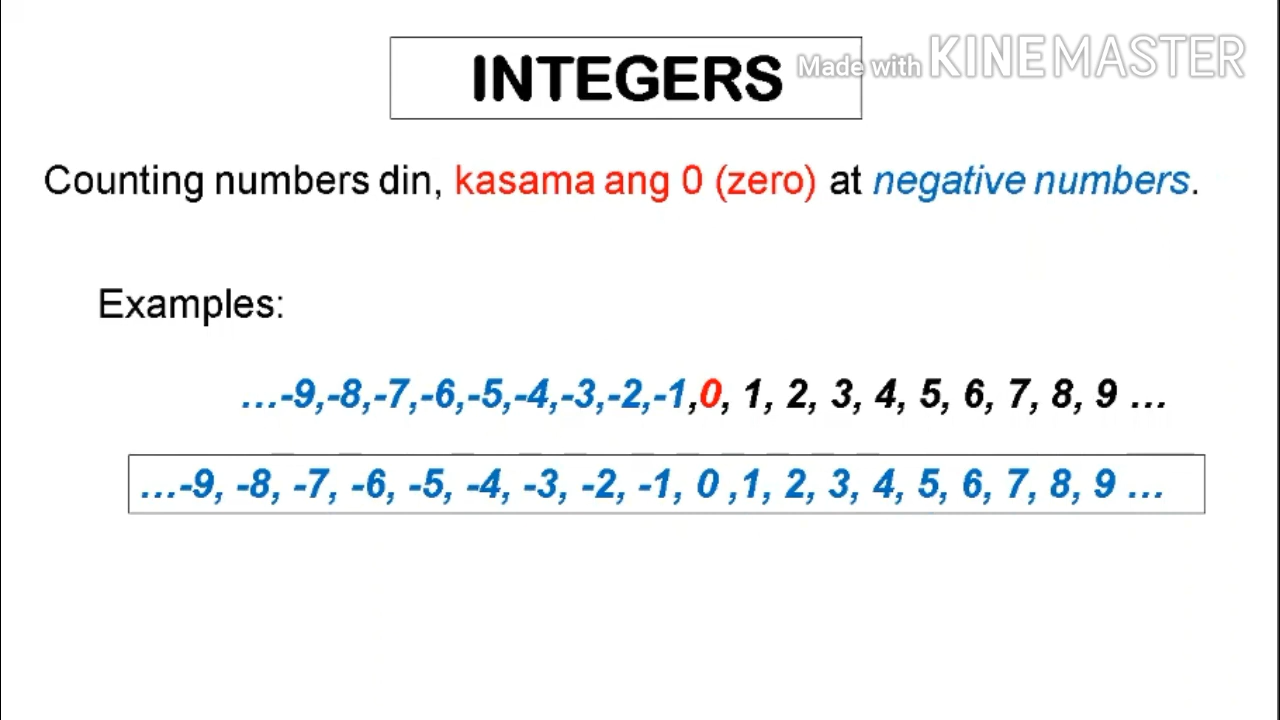 INTEGERS
Made with KINEMASTER
Counting numbers din, kasama ang 0 (zero) at negative numbers.
Examples:
...-9,-8,-7,-6,-5,-4,-3,-2,-1,0, 1, 2, 3, 4, 5, 6, 7, 8, 9 ...
...-9, -8, -7, -6, -5, -4, -3, -2, -1, 0 ,1, 2, 3, 4, 5, 6, 7, 8, 9 ...